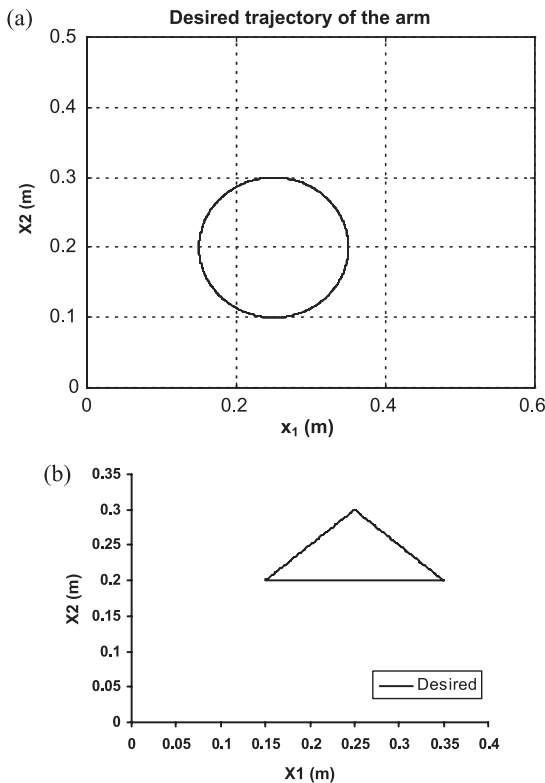 (a)
Desired trajectory of the arm
0.5
0.4
0.3
0.2
0.1
0
X2 (m)
0 0.2 0.4 0.6
x1 (m)
(b)
0.35
0.3
0.25
0.2
0.15
0.1
0.05
0
X2 (m)
Desired
0 0.05 0.1 0.15 0.2 0.25 0.3 0.35 0.4
X1 (m)